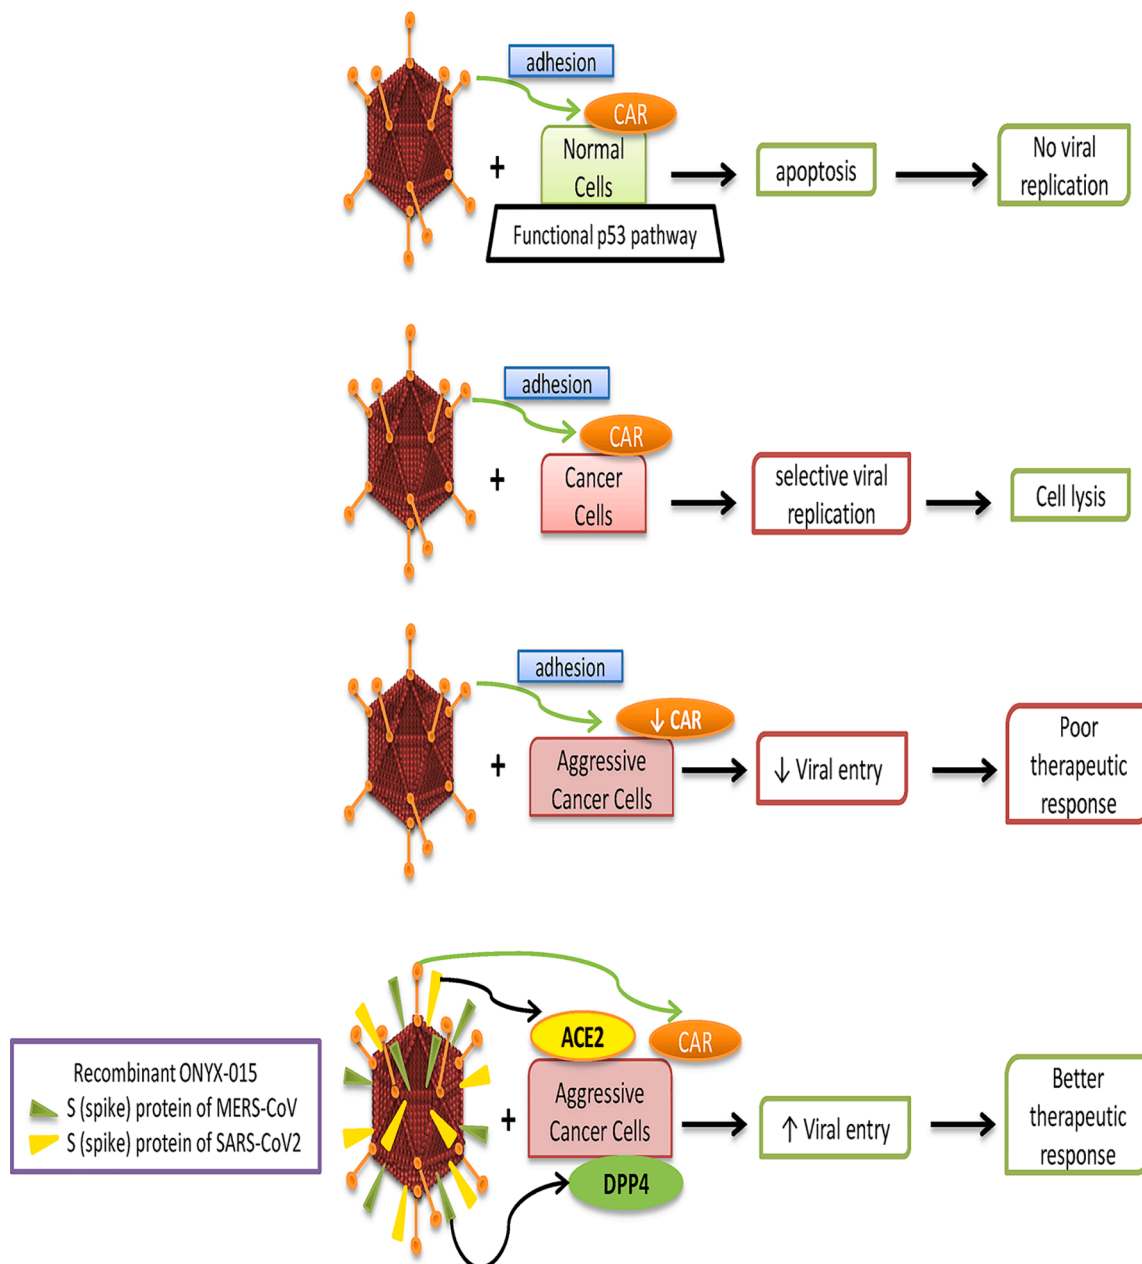 adhesion
CAR
Normal
Cells
Functional p53 pathway
+
apoptosis
No viral
replication
adhesion
CAR
+
Cancer
Cells
selective viral
replication
Cell lysis
adhesion
↓ CAR
+
Aggressive
Cancer Cells
↓ Viral entry
Poor
therapeutic
response
Recombinant ONYX-015
S (spike) protein of MERS-CoV
S (spike) protein of SARS-CoV2
+
ACE2
CAR
Aggressive
Cancer Cells
DPP4
↑ Viral entry
Better
therapeutic
response